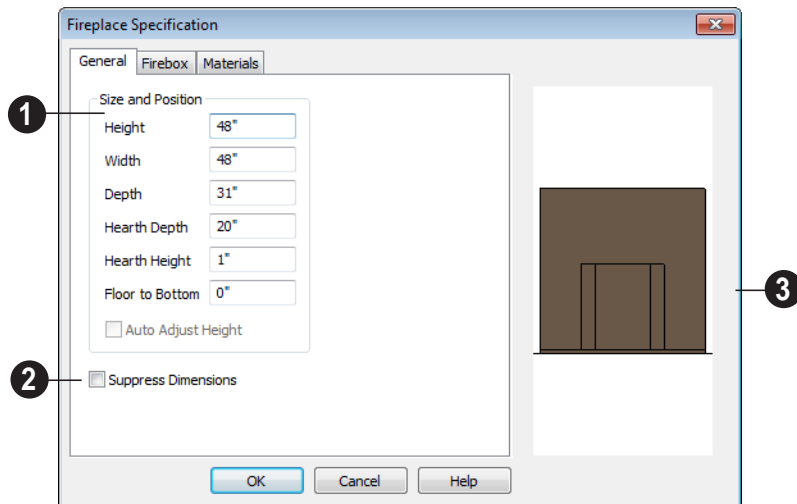 Fireplace Specification
General Firebox Materials
Size and Position
1
Height 48"
Width 48"
Depth 31"
Hearth Depth 20"
Hearth Height 1"
Floor to Bottom 0"
3
Auto Adjust Height
2
Suppress Dimensions
OK Cancel Help